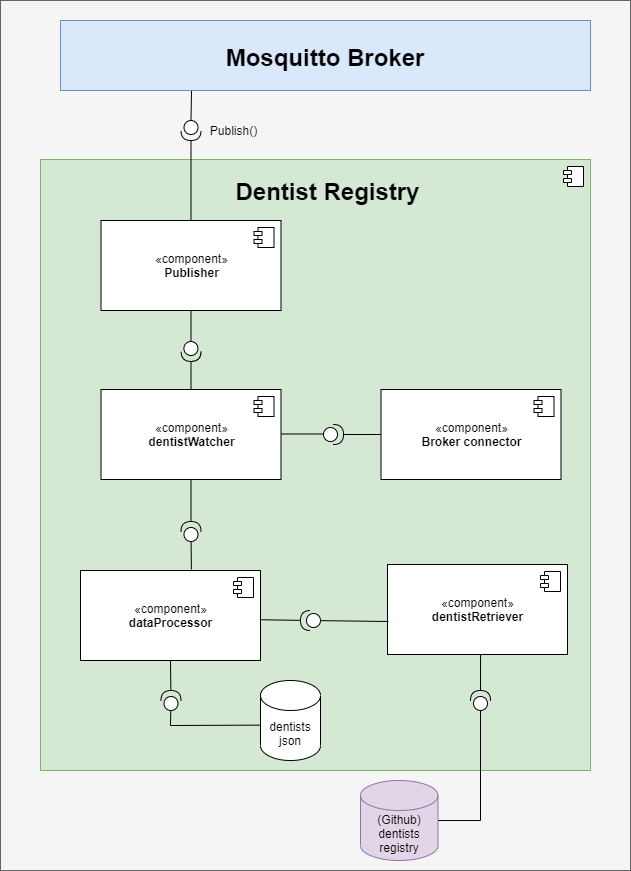 Mosquitto Broker
Publish()
Dentist Registry
«component»
Publisher
«component»
dentistWatcher
«component»
Broker connector
«component»
dataProcessor
«component»
dentistRetriever
dentists
json
(Github)
dentists
registry